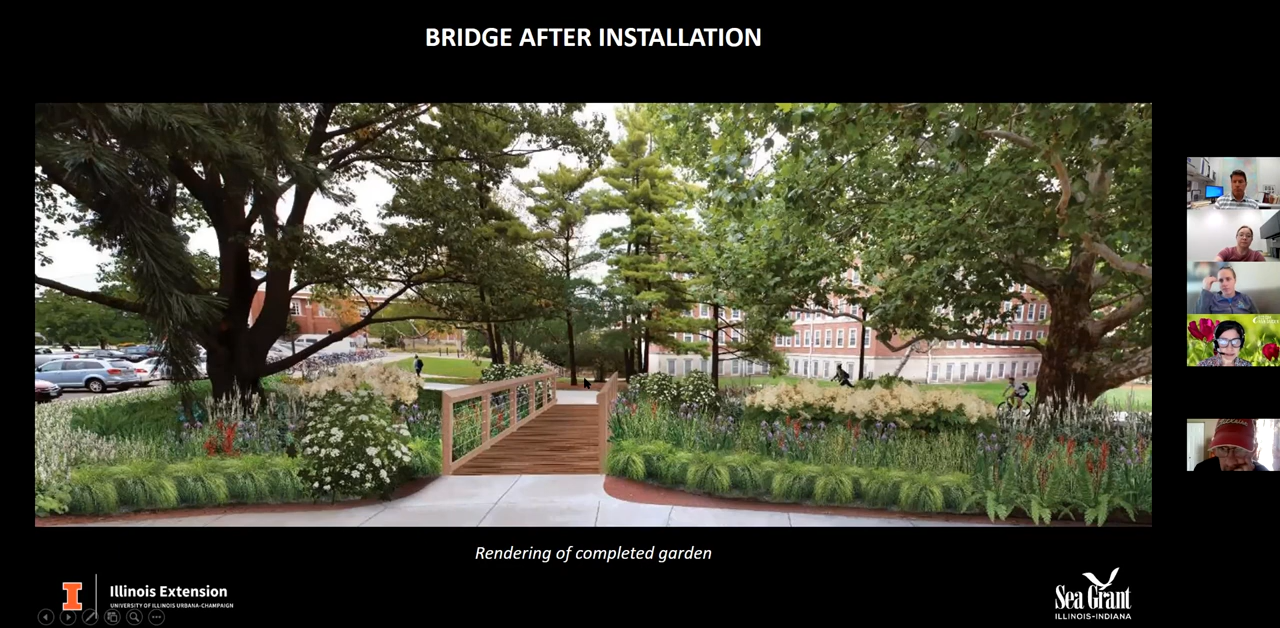 BRIDGE AFTER INSTALLATION
Rendering of completed garden
I
Illinois Extension
UNIVERSITY OF ILLINOIS URBANA-CHAMPAIGN
Sea Grant
ILLINOIS-INDIANA